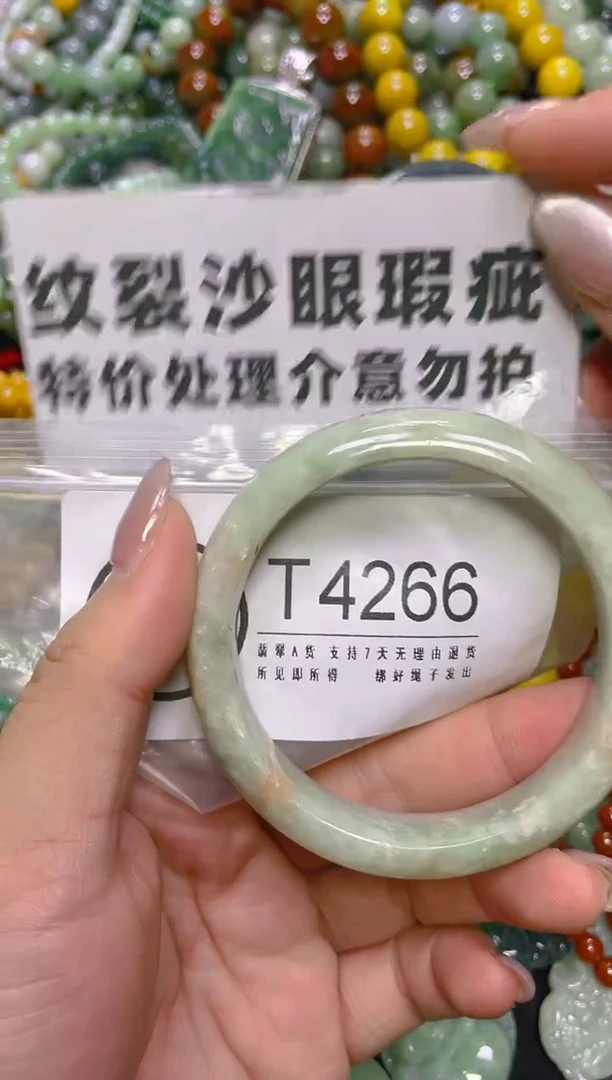 纹裂沙眼瑕疵
特价处理介意勿拍
T4266
翡翠A货 支持7天无理由退货
所见即所得 绑好绳子发出